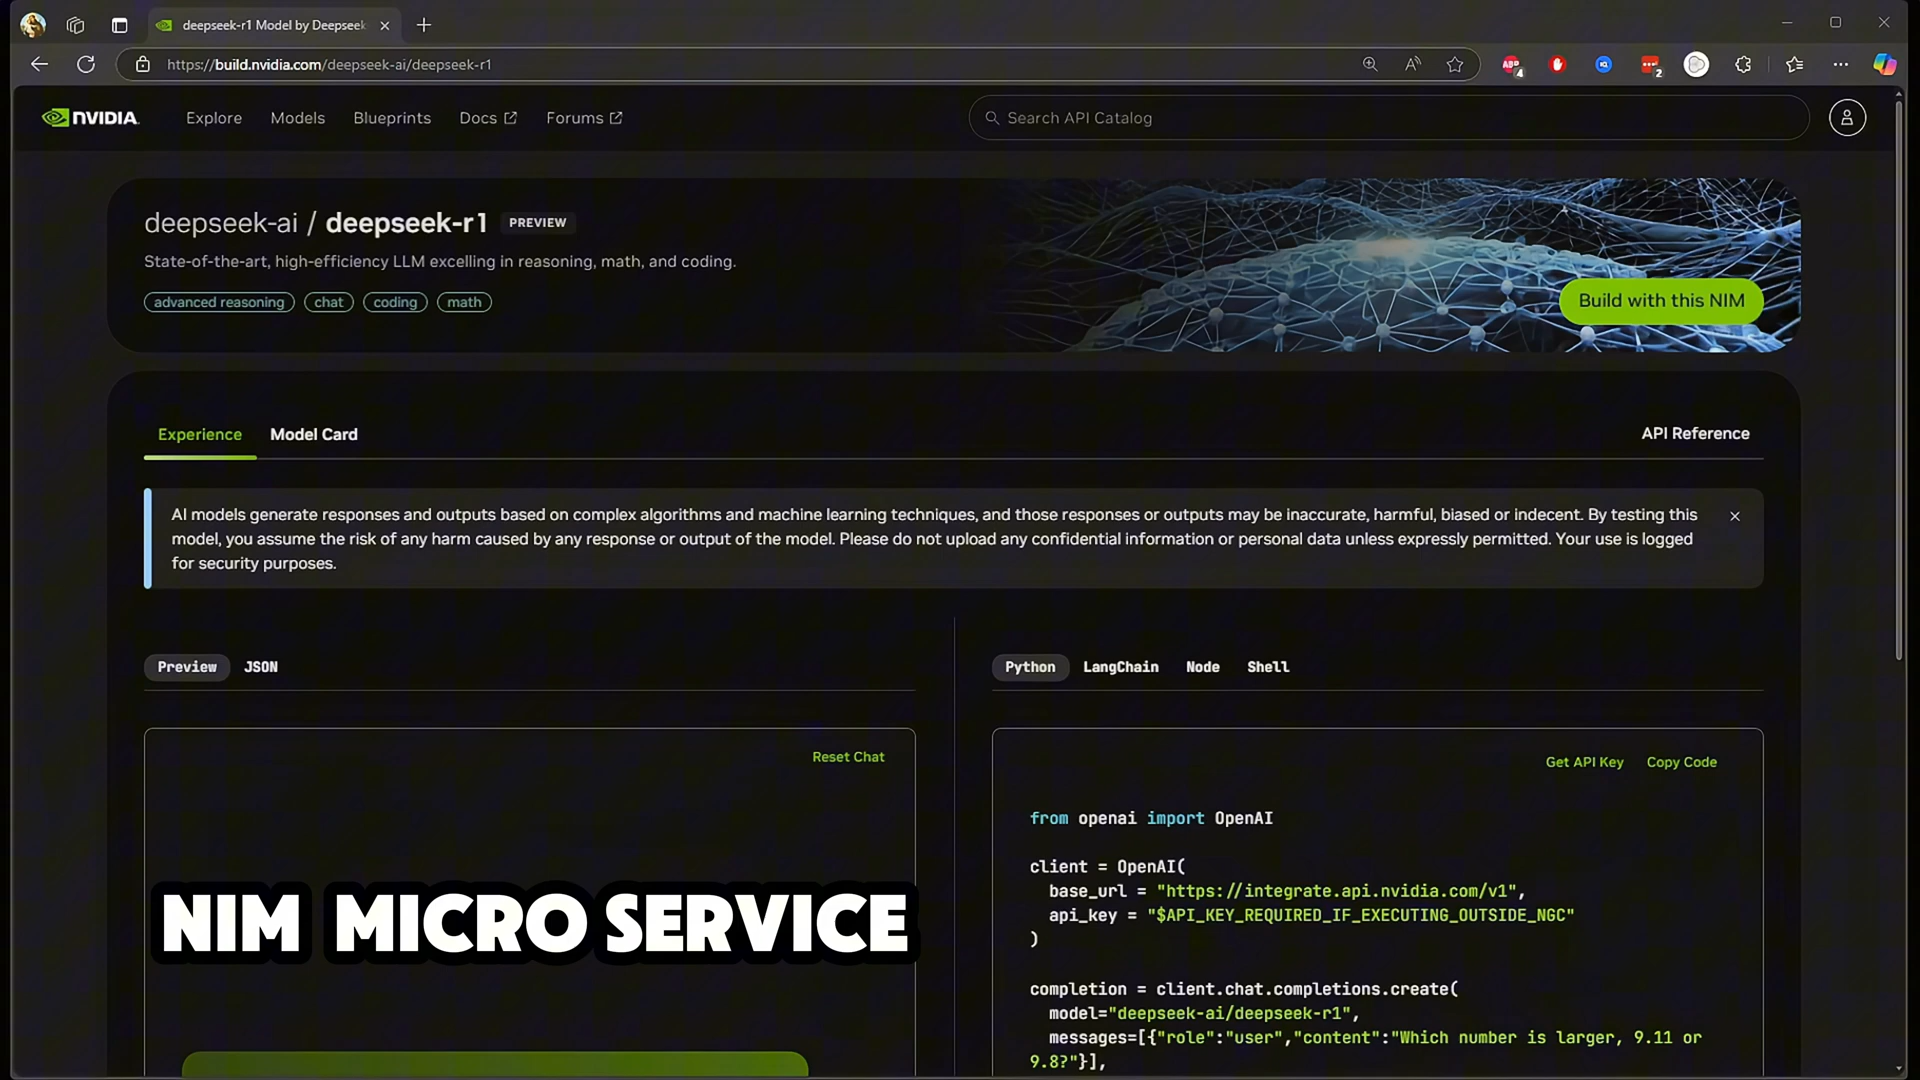 deepseek-r1 Model by Deepseek
https://build.nvidia.com/deepseek-ai/deepseek-r1
ABP 4
2
NVIDIA
Explore Models Blueprints Docs Forums
Search API Catalog
deepseek-ai / deepseek-r1 PREVIEW
State-of-the-art, high-efficiency LLM excelling in reasoning, math, and coding.
advanced reasoning chat coding math
Build with this NIM
Experience Model Card
API Reference
AI models generate responses and outputs based on complex algorithms and machine learning techniques, and those responses or outputs may be inaccurate, harmful, biased or indecent. By testing this
model, you assume the risk of any harm caused by any response or output of the model. Please do not upload any confidential information or personal data unless expressly permitted. Your use is logged
for security purposes.
Preview JSON
Reset Chat
NIM MICRO SERVICE
Python LangChain Node Shell
Get API Key Copy Code
from openai import OpenAI
client = OpenAI(
base_url = "https://integrate.api.nvidia.com/v1",
api_key = "$API_KEY_REQUIRED_IF_EXECUTING_OUTSIDE_NGC"
)
completion = client.chat.completions.create(
model="deepseek-ai/deepseek-r1",
messages=[{"role":"user","content":"Which number is larger, 9.11 or
9.8?"}],